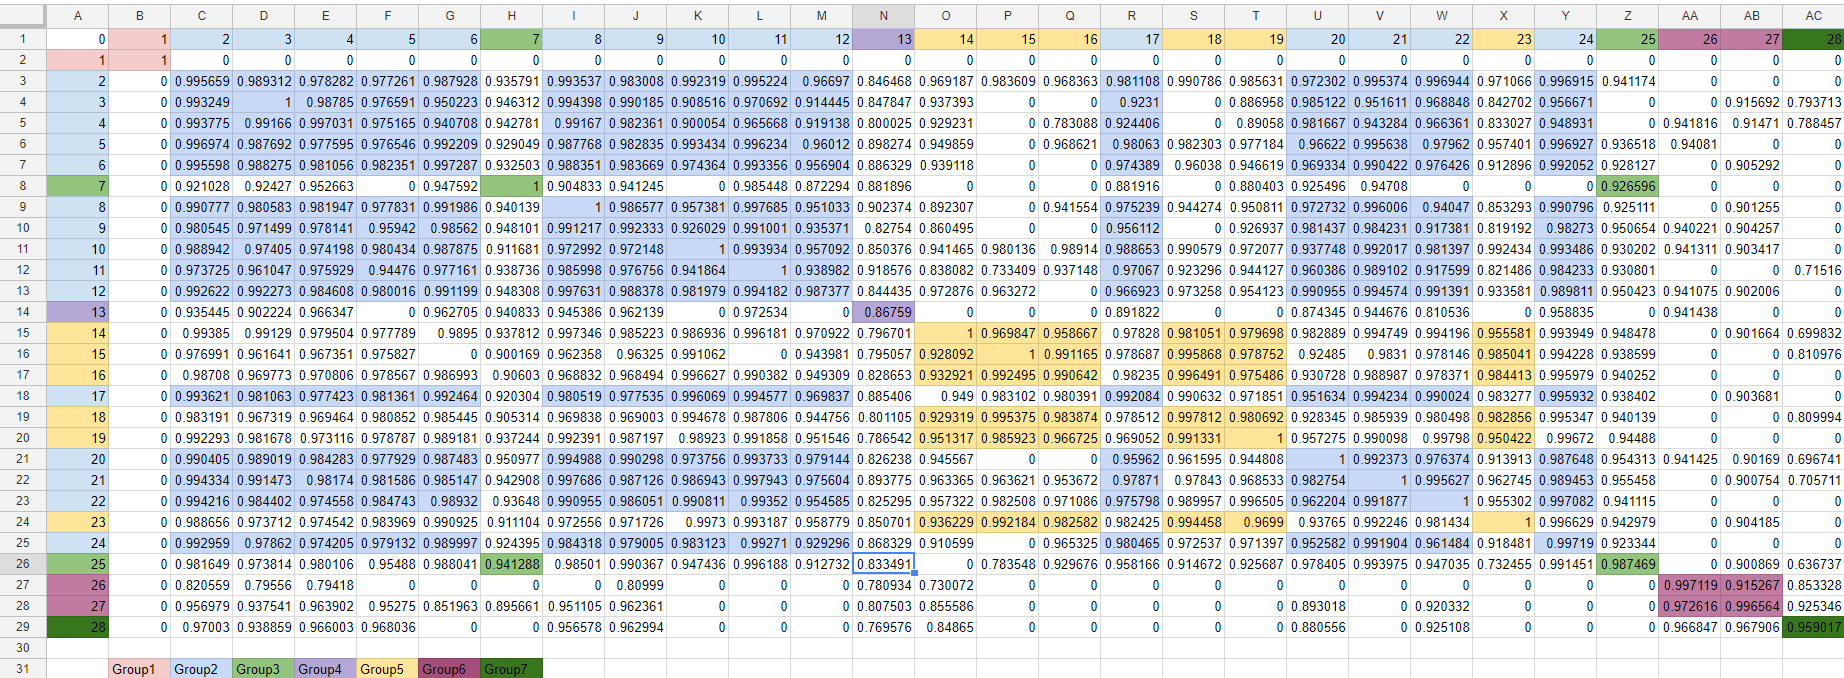 A B C D E F G H I J K L M N O P Q R S T U V W X Y Z AA AB AC
1 0 1 2 3 4 5 6 7 8 9 10 11 12 13 14 15 16 17 18 19 20 21 22 23 24 25 26 27 28
2 1 1 0 0 0 0 0 0 0 0 0 0 0 0 0 0 0 0 0 0 0 0 0 0 0 0 0 0 0
3 2 0 0.995659 0.989312 0.978282 0.977261 0.987928 0.935791 0.993537 0.983008 0.992319 0.995224 0.96697 0.846468 0.969187 0.983609 0.968363 0.981108 0.990786 0.985631 0.972302 0.995374 0.996944 0.971066 0.996915 0.941174 0 0 0
4 3 0 0.993249 1 0.98785 0.976591 0.950223 0.946312 0.994398 0.990185 0.908516 0.970692 0.914445 0.847847 0.937393 0 0 0.9231 0 0.886958 0.985122 0.951611 0.968848 0.842702 0.956671 0 0 0.915692 0.793713
5 4 0 0.993775 0.99166 0.997031 0.975165 0.940708 0.942781 0.99167 0.982361 0.900054 0.965668 0.919138 0.800025 0.929231 0 0.783088 0.924406 0 0.89058 0.981667 0.943284 0.966361 0.833027 0.948931 0 0.941816 0.91471 0.788457
6 5 0 0.996974 0.987692 0.977595 0.976546 0.992209 0.929049 0.987768 0.982835 0.993434 0.996234 0.96012 0.898274 0.949859 0 0.968621 0.98063 0.982303 0.977184 0.96622 0.995638 0.97962 0.957401 0.996927 0.936518 0.94081 0 0
7 6 0 0.995598 0.988275 0.981056 0.982351 0.997287 0.932503 0.988351 0.983669 0.974364 0.993356 0.956904 0.886329 0.939118 0 0 0.974389 0.96038 0.946619 0.969334 0.990422 0.976426 0.912896 0.992052 0.928127 0 0.905292 0
8 7 0 0.921028 0.92427 0.952663 0 0.947592 1 0.904833 0.941245 0 0.985448 0.872294 0.881896 0 0 0 0.881916 0 0.880403 0.925496 0.94708 0 0 0 0.926596 0 0 0
9 8 0 0.990777 0.980583 0.981947 0.977831 0.991986 0.940139 1 0.986577 0.957381 0.997685 0.951033 0.902374 0.892307 0 0.941554 0.975239 0.944274 0.950811 0.972732 0.996006 0.94047 0.853293 0.990796 0.925111 0 0.901255 0
10 9 0 0.980545 0.971499 0.978141 0.95942 0.98562 0.948101 0.991217 0.992333 0.926029 0.991001 0.935371 0.82754 0.860495 0 0 0.956112 0 0.926937 0.981437 0.984231 0.917381 0.819192 0.98273 0.950654 0.940221 0.904257 0
11 10 0 0.988942 0.97405 0.974198 0.980434 0.987875 0.911681 0.972992 0.972148 1 0.993934 0.957092 0.850376 0.941465 0.980136 0.98914 0.988653 0.990579 0.972077 0.937748 0.992017 0.981397 0.992434 0.993486 0.930202 0.941311 0.903417 0
12 11 0 0.973725 0.961047 0.975929 0.94476 0.977161 0.938736 0.985998 0.976756 0.941864 1 0.938982 0.918576 0.838082 0.733409 0.937148 0.97067 0.923296 0.944127 0.960386 0.989102 0.917599 0.821486 0.984233 0.930801 0 0 0.71516
13 12 0 0.992622 0.992273 0.984608 0.980016 0.991199 0.948308 0.997631 0.988378 0.981979 0.994182 0.987377 0.844435 0.972876 0.963272 0 0.966923 0.973258 0.954123 0.990955 0.994574 0.991391 0.933581 0.989811 0.950423 0.941075 0.902006 0
14 13 0 0.935445 0.902224 0.966347 0 0.962705 0.940833 0.945386 0.962139 0 0.972534 0 0.86759 0 0 0 0.891822 0 0 0.874345 0.944676 0.810536 0 0.958835 0 0.941438 0 0
15 14 0 0.99385 0.99129 0.979504 0.977789 0.9895 0.937812 0.997346 0.985223 0.986936 0.996181 0.970922 0.796701 1 0.969847 0.958667 0.97828 0.981051 0.979698 0.982889 0.994749 0.994196 0.955581 0.993949 0.948478 0 0.901664 0.699832
16 15 0 0.976991 0.961641 0.967351 0.975827 0 0.900169 0.962358 0.96325 0.991062 0 0.943981 0.795057 0.928092 1 0.991165 0.978687 0.995868 0.978752 0.92485 0.9831 0.978146 0.985041 0.994228 0.938599 0 0 0.810976
17 16 0 0.98708 0.969773 0.970806 0.978567 0.986993 0.90603 0.968832 0.968494 0.996627 0.990382 0.949309 0.828653 0.932921 0.992495 0.990642 0.98235 0.996491 0.975486 0.930728 0.988987 0.978371 0.984413 0.995979 0.940252 0 0 0
18 17 0 0.993621 0.981063 0.977423 0.981361 0.992464 0.920304 0.980519 0.977535 0.996069 0.994577 0.969837 0.885406 0.949 0.983102 0.980391 0.992084 0.990632 0.971851 0.951634 0.994234 0.990024 0.983277 0.995932 0.938402 0 0.903681 0
19 18 0 0.983191 0.967319 0.969464 0.980852 0.985445 0.905314 0.969838 0.969003 0.994678 0.987806 0.944756 0.801105 0.929319 0.995375 0.983874 0.978512 0.997812 0.980692 0.928345 0.985939 0.980498 0.982856 0.995347 0.940139 0 0 0.809994
20 19 0 0.992293 0.981678 0.973116 0.978787 0.989181 0.937244 0.992391 0.987197 0.98923 0.991858 0.951546 0.786542 0.951317 0.985923 0.966725 0.969052 0.991331 1 0.957275 0.990098 0.99798 0.950422 0.99672 0.94488 0 0 0
21 20 0 0.990405 0.989019 0.984283 0.977929 0.987483 0.950977 0.994988 0.990298 0.973756 0.993733 0.979144 0.826238 0.945567 0 0 0.95962 0.961595 0.944808 1 0.992373 0.976374 0.913913 0.987648 0.954313 0.941425 0.90169 0.696741
22 21 0 0.994334 0.991473 0.98174 0.981586 0.985147 0.942908 0.997686 0.987126 0.986943 0.997943 0.975604 0.893775 0.963365 0.963621 0.953672 0.97871 0.97843 0.968533 0.982754 1 0.995627 0.962745 0.989453 0.955458 0 0.900754 0.705711
23 22 0 0.994216 0.984402 0.974558 0.984743 0.98932 0.93648 0.990955 0.986051 0.990811 0.99352 0.954585 0.825295 0.957322 0.982508 0.971086 0.975798 0.989957 0.996505 0.962204 0.991877 1 0.955302 0.997082 0.941115 0 0 0
24 23 0 0.988656 0.973712 0.974542 0.983969 0.990925 0.911104 0.972556 0.971726 0.9973 0.993187 0.958779 0.850701 0.936229 0.992184 0.982582 0.982425 0.994458 0.9699 0.93765 0.992246 0.981434 1 0.996629 0.942979 0 0.904185 0
25 24 0 0.992959 0.97862 0.974205 0.979132 0.989997 0.924395 0.984318 0.979005 0.983123 0.99271 0.929296 0.868329 0.910599 0 0.965325 0.980465 0.972537 0.971397 0.952582 0.991904 0.961484 0.918481 0.99719 0.923344 0 0 0
26 25 0 0.981649 0.973814 0.980106 0.95488 0.988041 0.941288 0.98501 0.990367 0.947436 0.996188 0.912732 0.833491 0 0.783548 0.929676 0.958166 0.914672 0.925687 0.978405 0.993975 0.947035 0.732455 0.991451 0.987469 0 0.900869 0.636737
27 26 0 0.820559 0.79556 0.79418 0 0 0 0 0.80999 0 0 0 0.780934 0.730072 0 0 0 0 0 0 0 0 0 0 0 0.997119 0.915267 0.853328
28 27 0 0.956979 0.937541 0.963902 0.95275 0.851963 0.895661 0.951105 0.962361 0 0 0 0.807503 0.855586 0 0 0 0 0 0.893018 0 0.920332 0 0 0 0.972616 0.996564 0.925346
29 28 0 0.97003 0.938859 0.966003 0.968036 0 0 0.956578 0.962994 0 0 0 0.769576 0.84865 0 0 0 0 0 0.880556 0 0.925108 0 0 0 0.966847 0.967906 0.959017
30
31 Group1 Group2 Group3 Group4 Group5 Group6 Group7